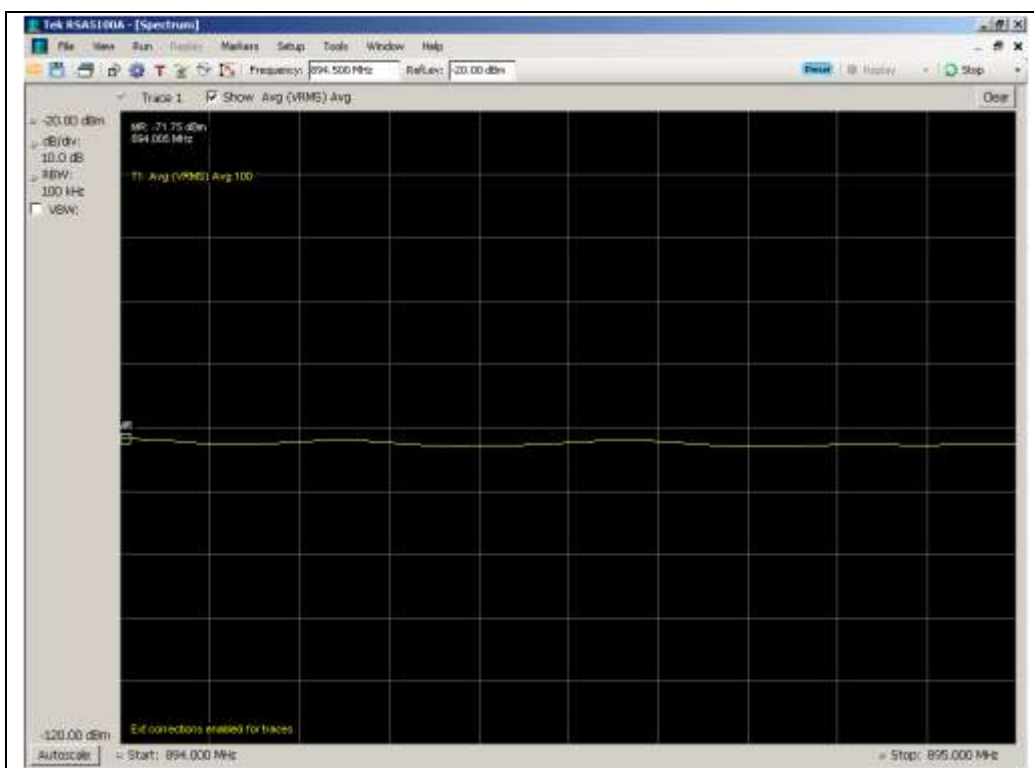 Tek RSA5100A - [Spectrum]
File View Run Replay Markers Setup Tools Window Help
Frequency: 894.500 MHz RefLev: -20.00 dBm Preset Replay Stop
Trace 1 Show Avg (VRMS) Avg Clear
-20.00 dBm
dB/div:
10.0 dB
RBW:
100 kHz
VBW:
MR: -71.75 dBm
894.005 MHz
T1: Avg (VRMS) Avg:100
MR
Ext corrections enabled for traces
-120.00 dBm
Autoscale Start: 894.000 MHz Stop: 895.000 MHz